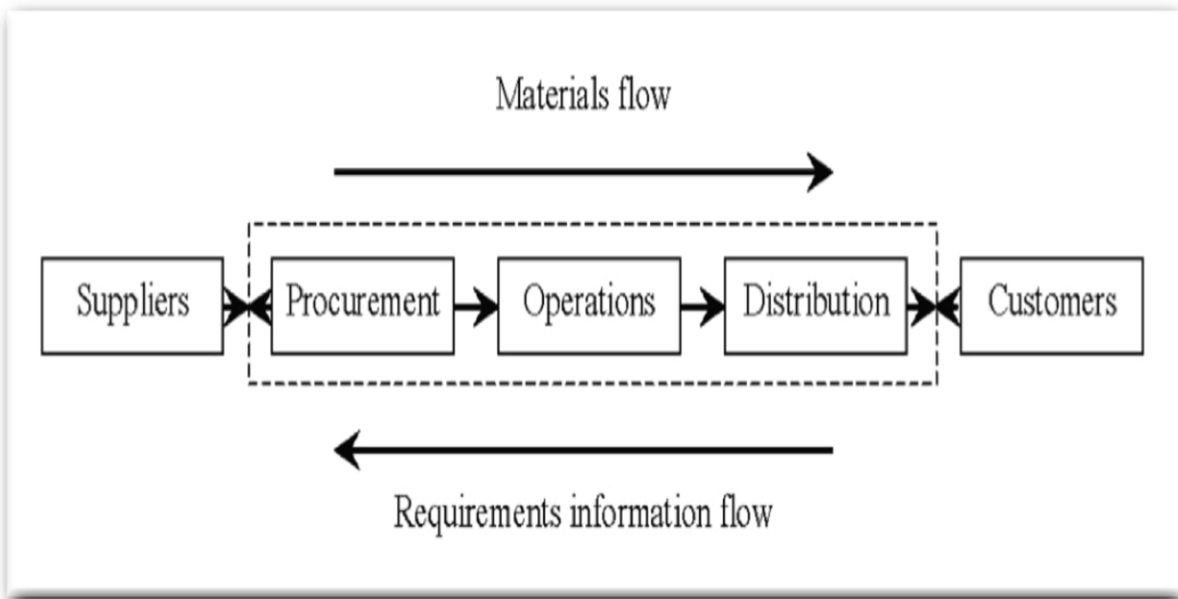 Materials flow
Suppliers
Procurement
Operations
Distribution
Customers
Requirements information flow